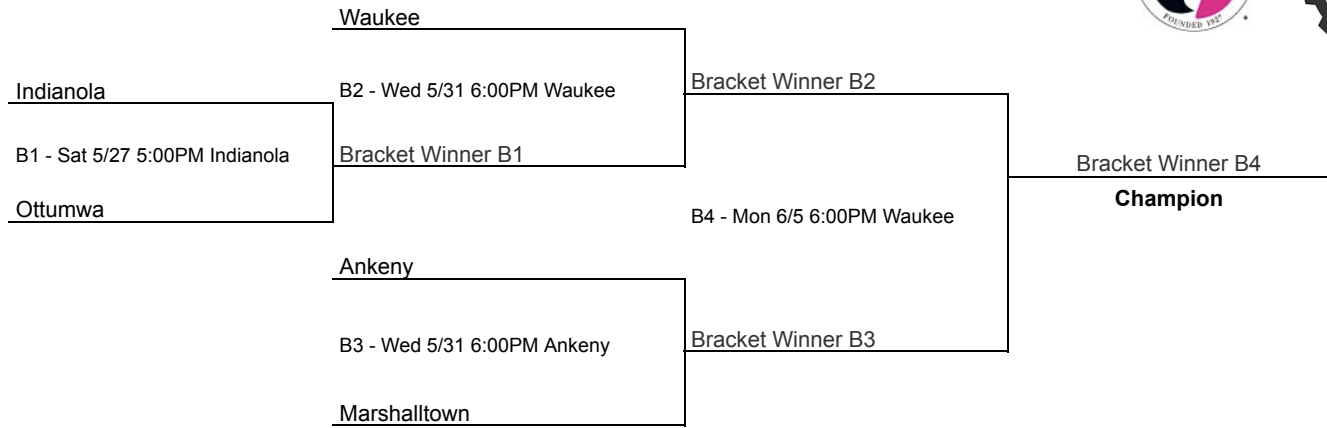 FOUNDED 1927
Waukee
Indianola
B2 - Wed 5/31 6:00PM Waukee
Bracket Winner B2
B1 - Sat 5/27 5:00PM Indianola
Bracket Winner B1
Bracket Winner B4
Champion
Ottumwa
B4 - Mon 6/5 6:00PM Waukee
Ankeny
B3 - Wed 5/31 6:00PM Ankeny
Bracket Winner B3
Marshalltown